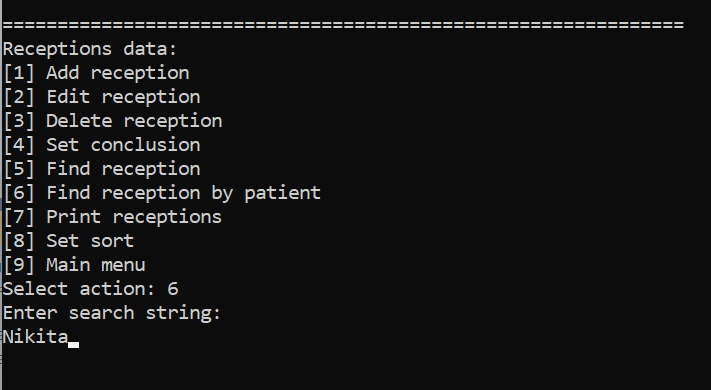 ==============================================================
Receptions data:
[1] Add reception
[2] Edit reception
[3] Delete reception
[4] Set conclusion
[5] Find reception
[6] Find reception by patient
[7] Print receptions
[8] Set sort
[9] Main menu
Select action: 6
Enter search string:
Nikita